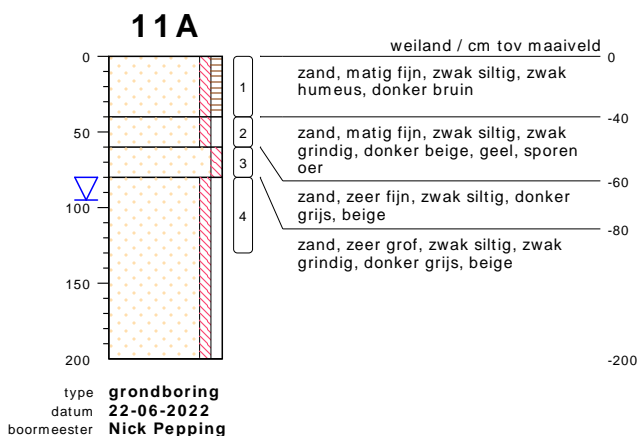 11A
weiland / cm tov maaiveld
0
0
1
zand, matig fijn, zwak siltig, zwak
humeus, donker bruin
-40
50
2
zand, matig fijn, zwak siltig, zwak
grindig, donker beige, geel, sporen
oer
3
-60
zand, zeer fijn, zwak siltig, donker
grijs, beige
-80
100
4
zand, zeer grof, zwak siltig, zwak
grindig, donker grijs, beige
150
200
-200
type grondboring
datum 22-06-2022
boormeester Nick Pepping